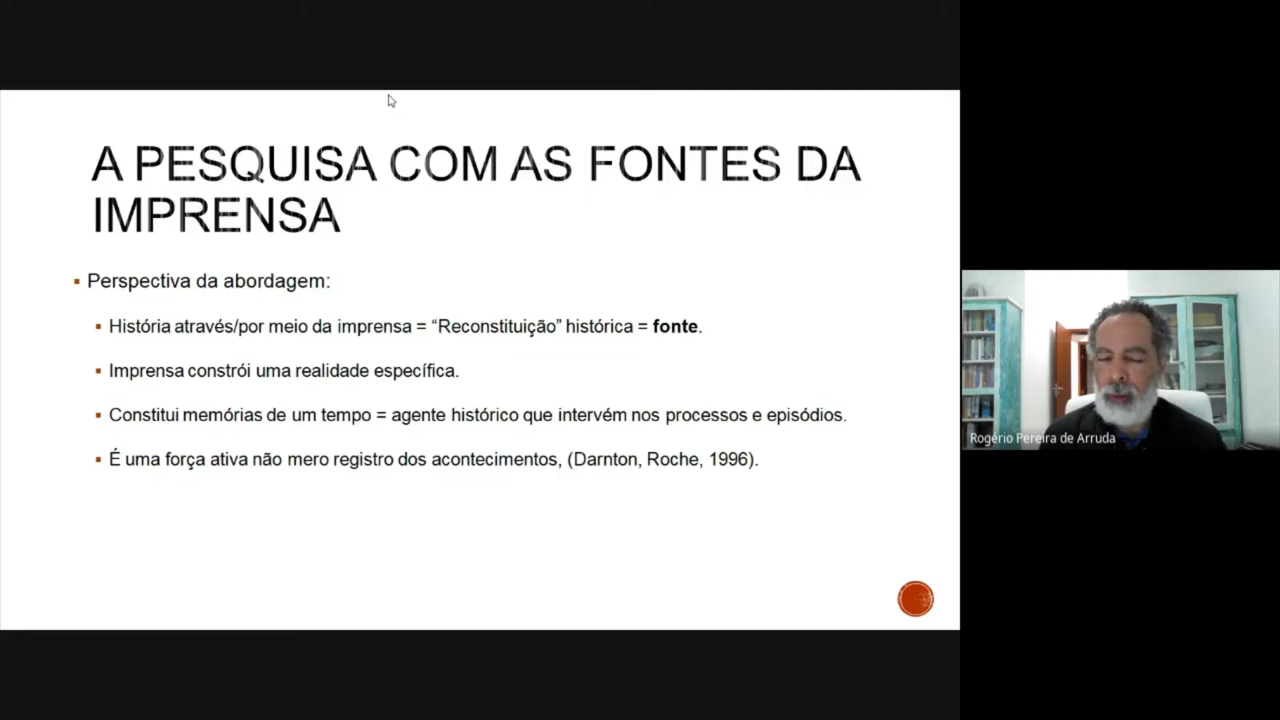 A PESQUISA COM AS FONTES DA
IMPRENSA
Perspectiva da abordagem:
História através/por meio da imprensa = “Reconstituição” histórica = fonte.
Imprensa constrói uma realidade específica.
Constitui memórias de um tempo = agente histórico que intervém nos processos e episódios.
É uma força ativa não mero registro dos acontecimentos, (Darnton, Roche, 1996).
Rogério Pereira de Arruda